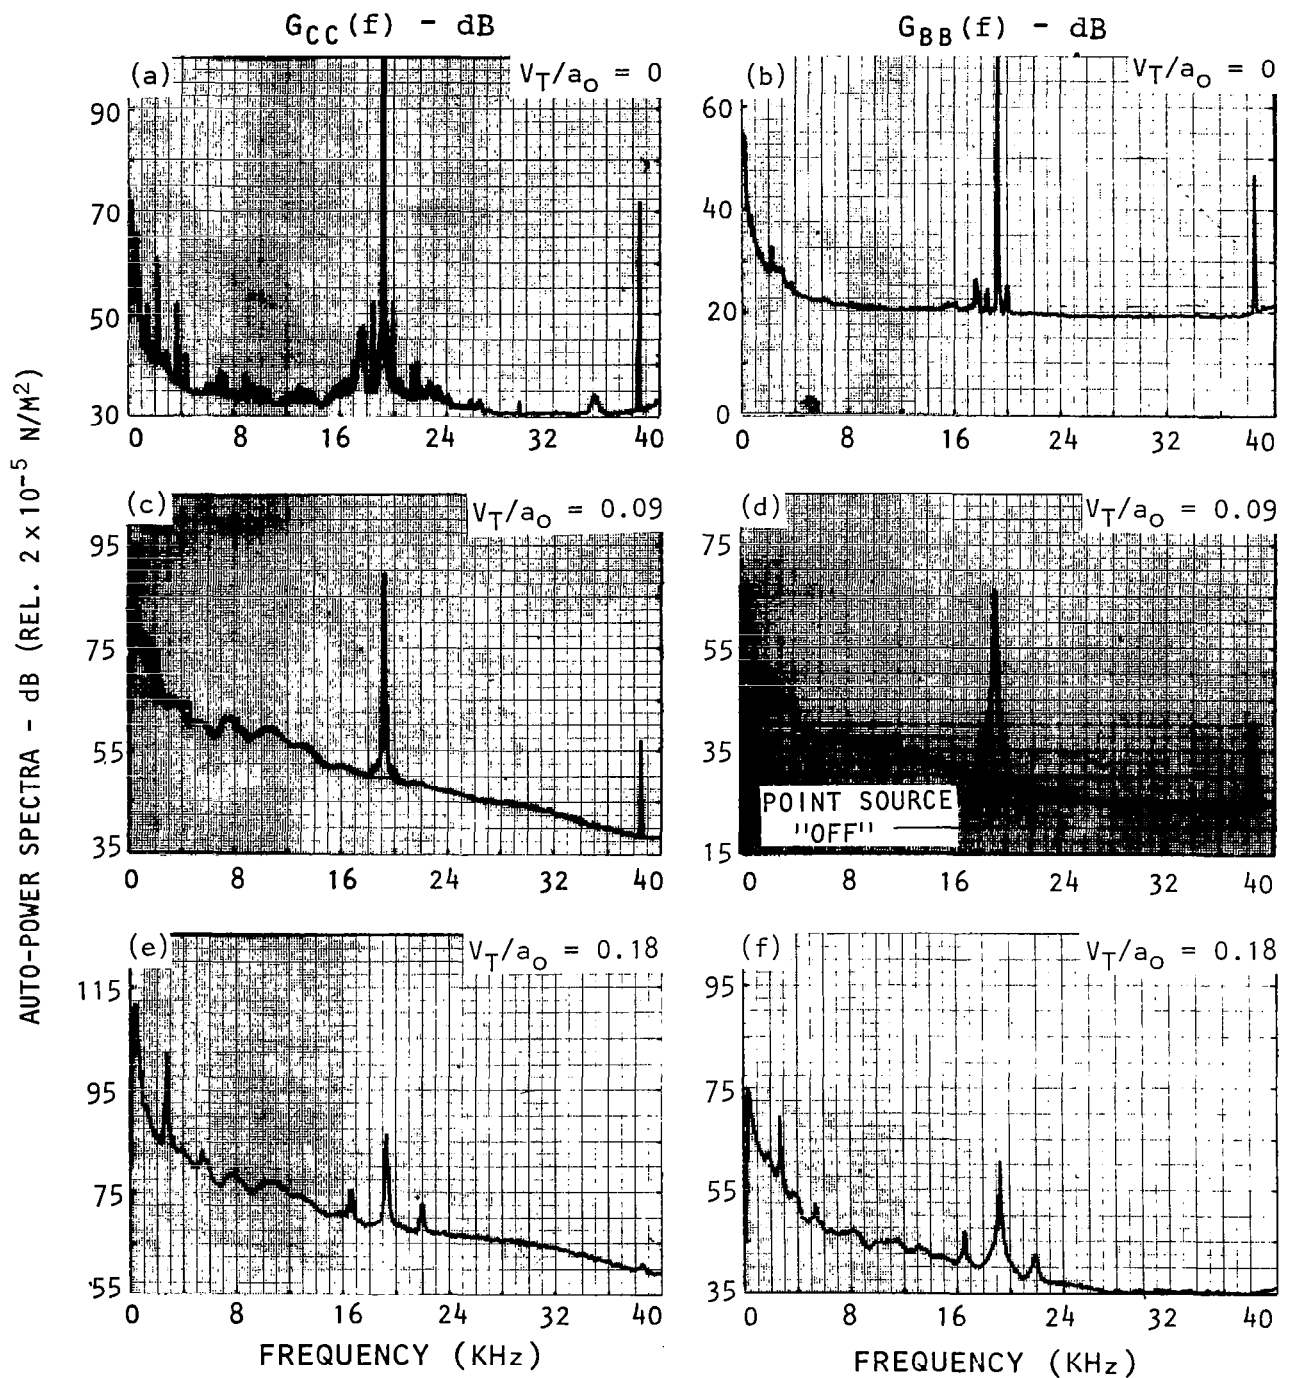 G_CC(f) - dB
G_BB(f) - dB
AUTO-POWER SPECTRA - dB (REL. 2 x 10⁻⁵ N/M²)
(a)
V_T/a_o = 0
90
70
50
30
0 8 16 24 32 40
(b)
V_T/a_o = 0
60
40
20
0
0 8 16 24 32 40
(c)
V_T/a_o = 0.09
95
75
55
35
0 8 16 24 32 40
(d)
V_T/a_o = 0.09
75
55
35
15
POINT SOURCE
"OFF"
0 8 16 24 32 40
(e)
V_T/a_o = 0.18
115
95
75
55
0 8 16 24 32 40
FREQUENCY (KHz)
(f)
V_T/a_o = 0.18
95
75
55
35
0 8 16 24 32 40
FREQUENCY (KHz)